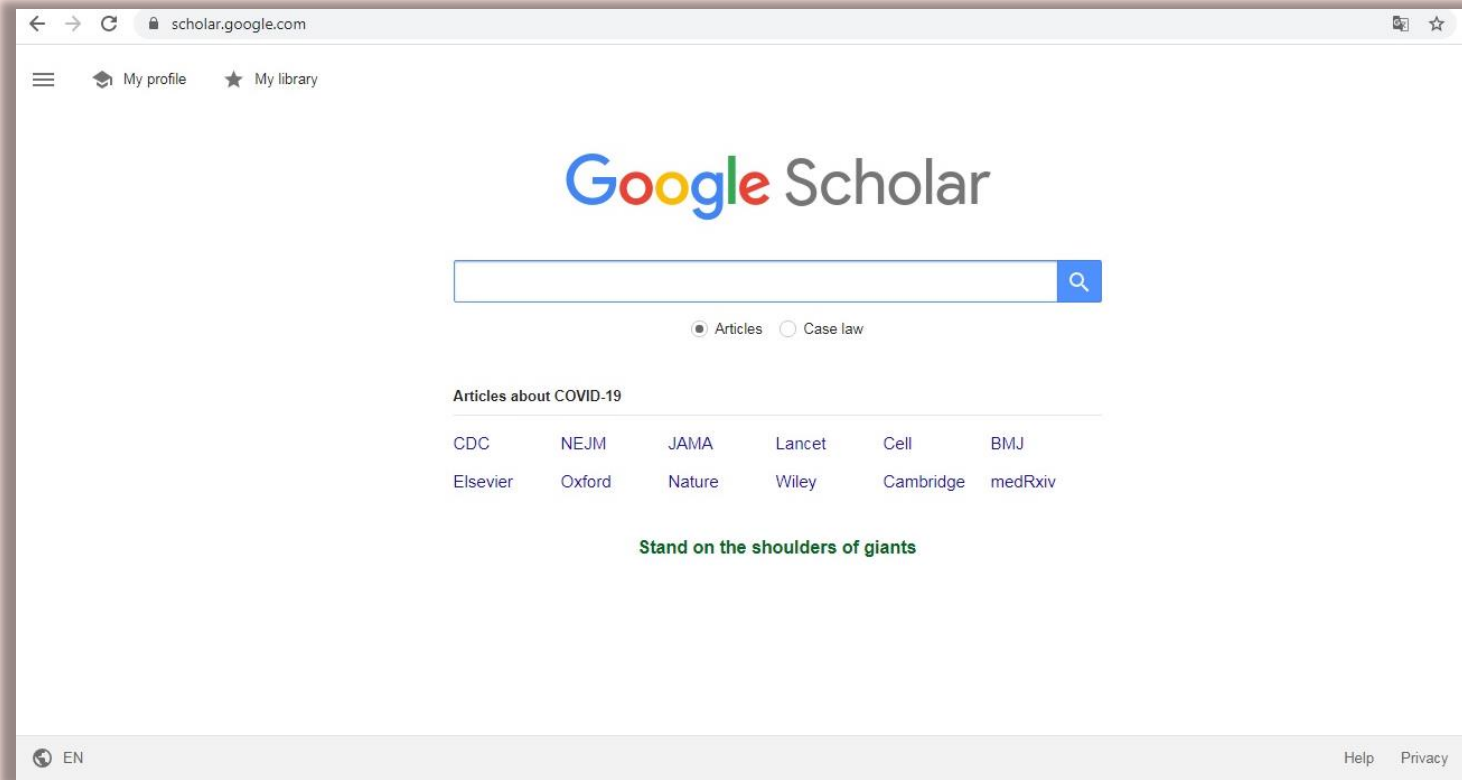 scholar.google.com
My profile My library
Google Scholar
Articles Case law
Articles about COVID-19
CDC NEJM JAMA Lancet Cell BMJ
Elsevier Oxford Nature Wiley Cambridge medRxiv
Stand on the shoulders of giants
EN Help Privacy